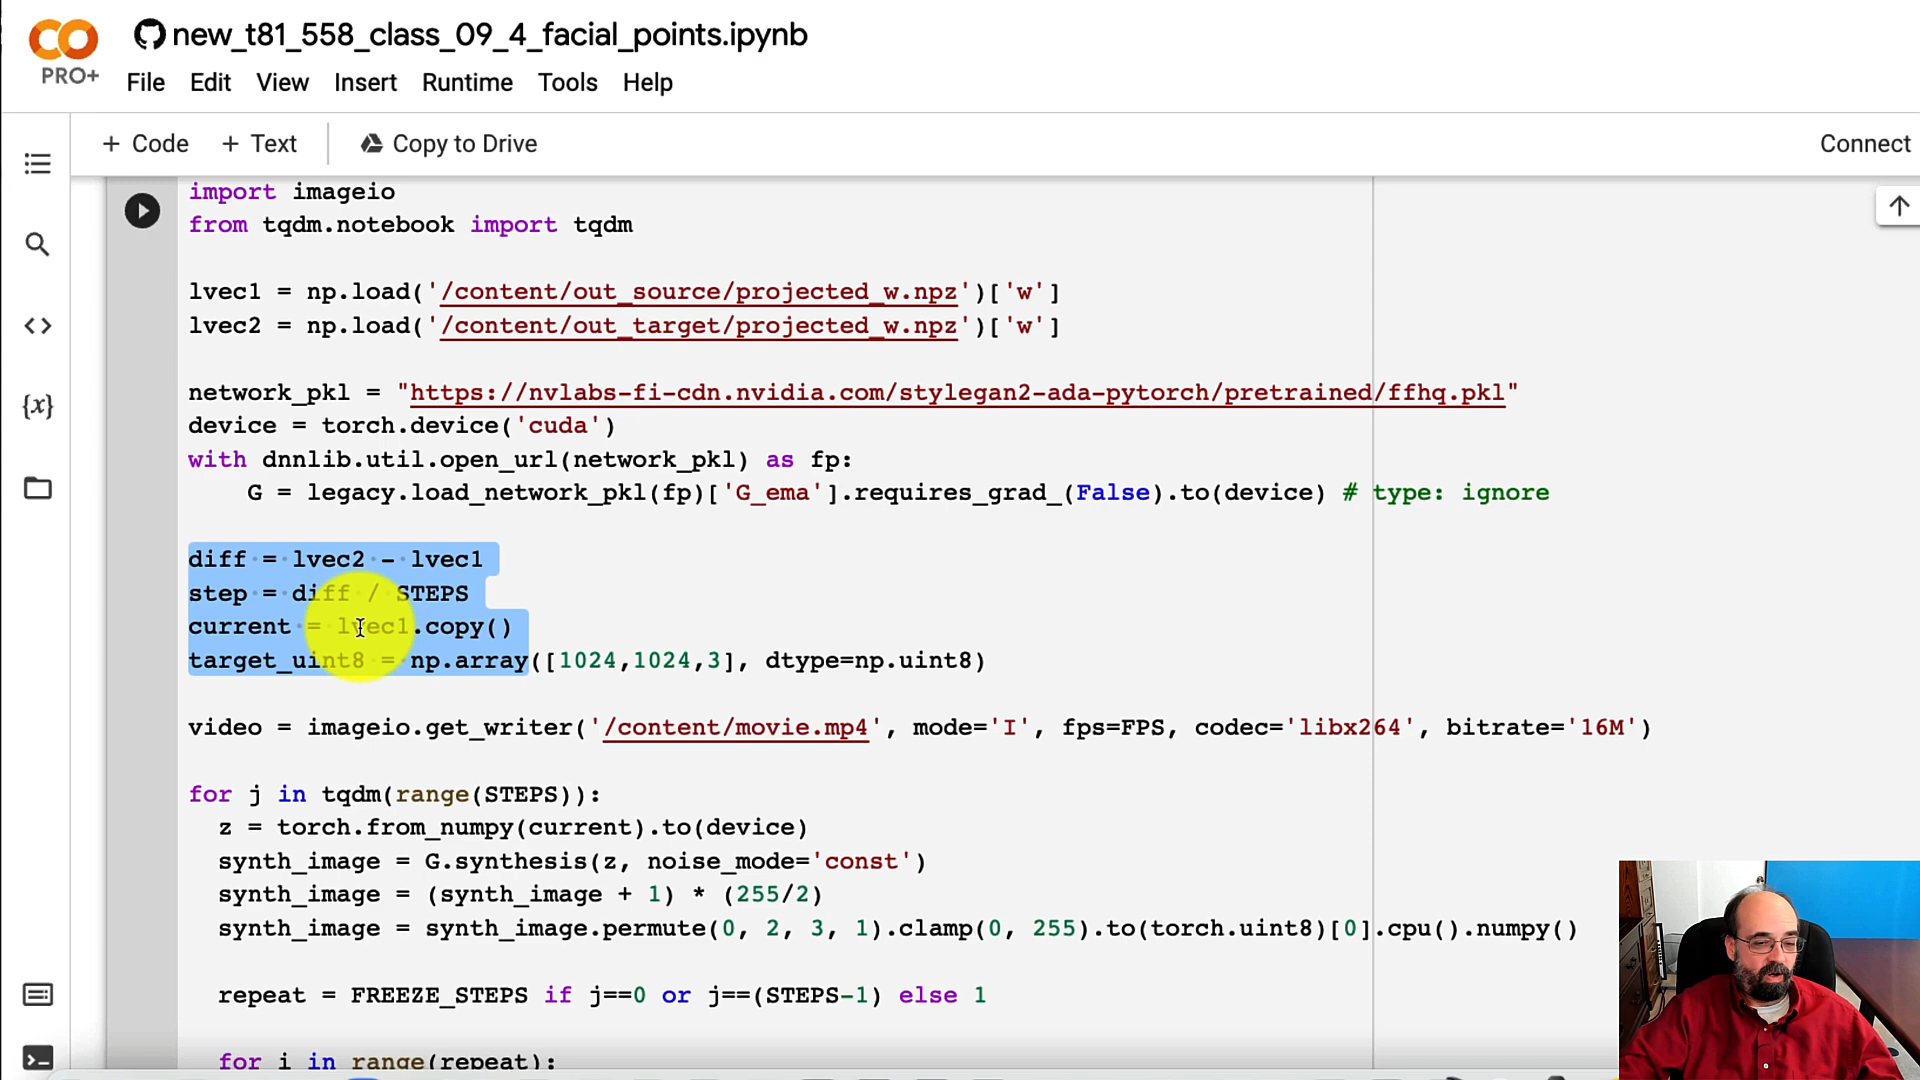 new_t81_558_class_09_4_facial_points.ipynb
PRO+
File Edit View Insert Runtime Tools Help
+ Code + Text Copy to Drive Connect
import imageio
from tqdm.notebook import tqdm
lvec1 = np.load('/content/out_source/projected_w.npz')['w']
lvec2 = np.load('/content/out_target/projected_w.npz')['w']
network_pkl = "https://nvlabs-fi-cdn.nvidia.com/stylegan2-ada-pytorch/pretrained/ffhq.pkl"
device = torch.device('cuda')
with dnnlib.util.open_url(network_pkl) as fp:
    G = legacy.load_network_pkl(fp)['G_ema'].requires_grad_(False).to(device) # type: ignore
diff = lvec2 - lvec1
step = diff / STEPS
current = lvec1.copy()
target_uint8 = np.array([1024,1024,3], dtype=np.uint8)
video = imageio.get_writer('/content/movie.mp4', mode='I', fps=FPS, codec='libx264', bitrate='16M')
for j in tqdm(range(STEPS)):
  z = torch.from_numpy(current).to(device)
  synth_image = G.synthesis(z, noise_mode='const')
  synth_image = (synth_image + 1) * (255/2)
  synth_image = synth_image.permute(0, 2, 3, 1).clamp(0, 255).to(torch.uint8)[0].cpu().numpy()
  repeat = FREEZE_STEPS if j==0 or j==(STEPS-1) else 1
  for i in range(repeat):